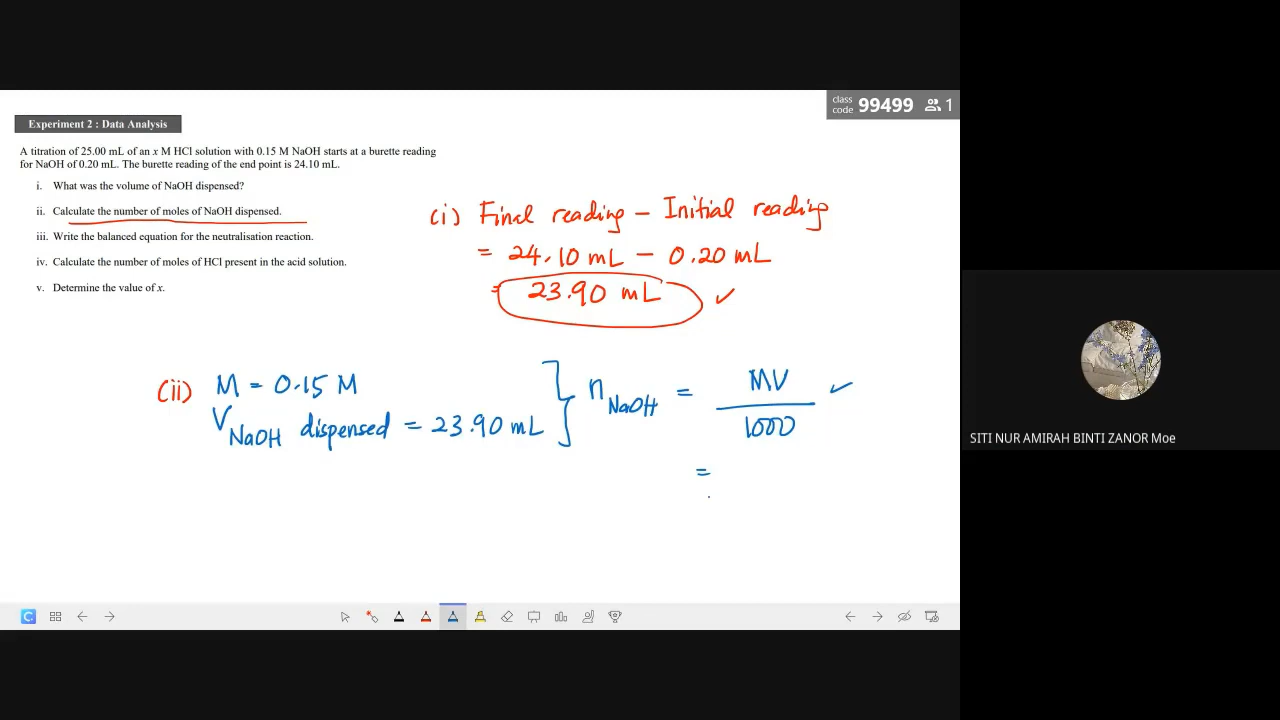 class code 99499 1
Experiment 2 : Data Analysis
A titration of 25.00 mL of an x M HCl solution with 0.15 M NaOH starts at a burette reading
for NaOH of 0.20 mL. The burette reading of the end point is 24.10 mL.
i. What was the volume of NaOH dispensed?
ii. Calculate the number of moles of NaOH dispensed.
iii. Write the balanced equation for the neutralisation reaction.
iv. Calculate the number of moles of HCl present in the acid solution.
v. Determine the value of x.
(i) Final reading - Initial reading
= 24.10 mL - 0.20 mL
= 23.90 mL ✓
(ii) M = 0.15 M
V NaOH dispensed = 23.90 mL
n NaOH = MV / 1000 ✓
=
SITI NUR AMIRAH BINTI ZANOR Moe